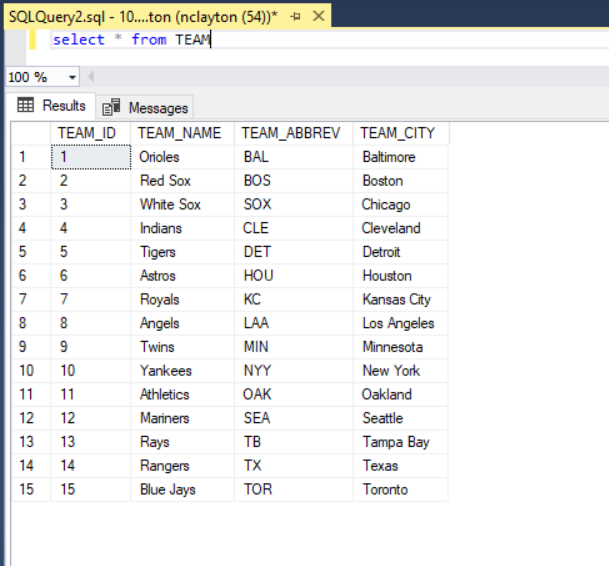 SQLQuery2.sql - 10....ton (nclayton (54))*
select * from TEAM
100 %
Results Messages
TEAM_ID TEAM_NAME TEAM_ABBREV TEAM_CITY
1 1 Orioles BAL Baltimore
2 2 Red Sox BOS Boston
3 3 White Sox SOX Chicago
4 4 Indians CLE Cleveland
5 5 Tigers DET Detroit
6 6 Astros HOU Houston
7 7 Royals KC Kansas City
8 8 Angels LAA Los Angeles
9 9 Twins MIN Minnesota
10 10 Yankees NYY New York
11 11 Athletics OAK Oakland
12 12 Mariners SEA Seattle
13 13 Rays TB Tampa Bay
14 14 Rangers TX Texas
15 15 Blue Jays TOR Toronto